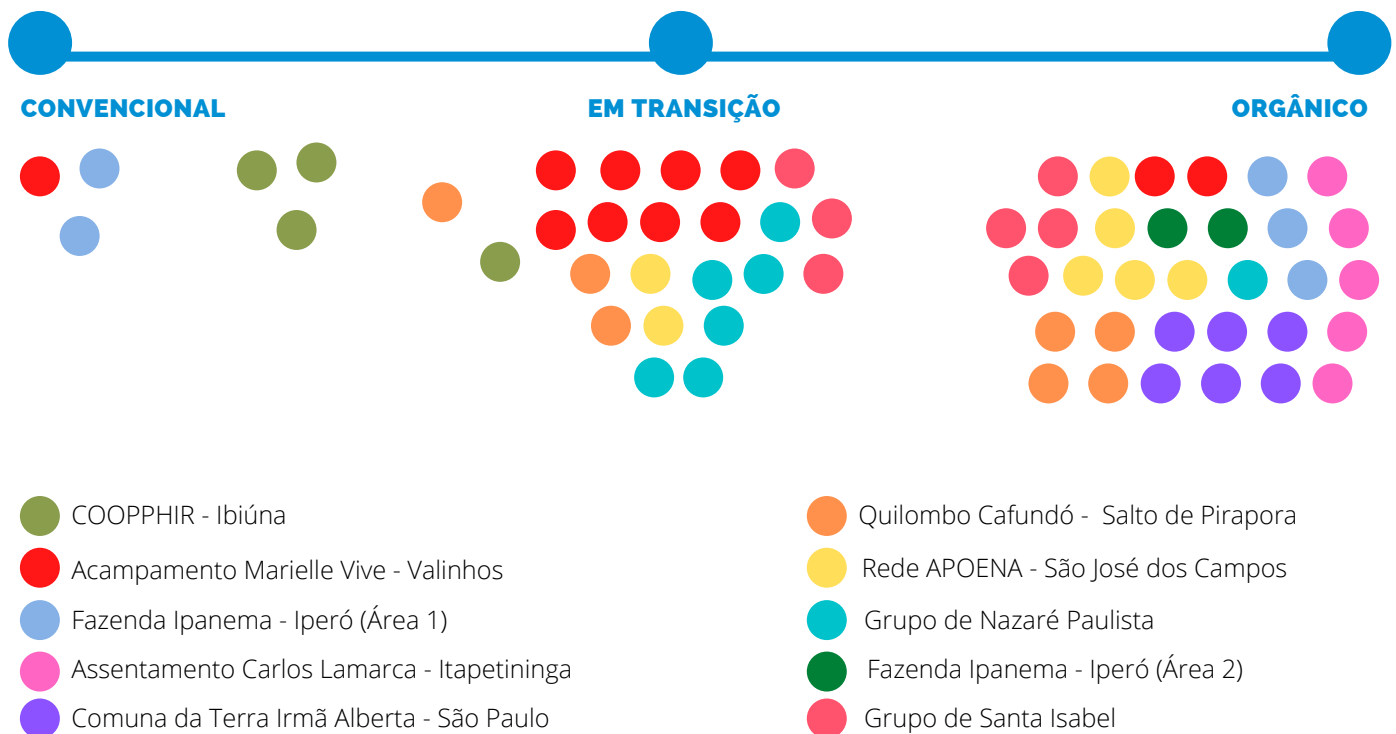 CONVENCIONAL
EM TRANSIÇÃO
ORGÂNICO
COOPPHIR - Ibiúna
Acampamento Marielle Vive - Valinhos
Fazenda Ipanema - Iperó (Área 1)
Assentamento Carlos Lamarca - Itapetininga
Comuna da Terra Irmã Alberta - São Paulo
Quilombo Cafundó - Salto de Pirapora
Rede APOENA - São José dos Campos
Grupo de Nazaré Paulista
Fazenda Ipanema - Iperó (Área 2)
Grupo de Santa Isabel